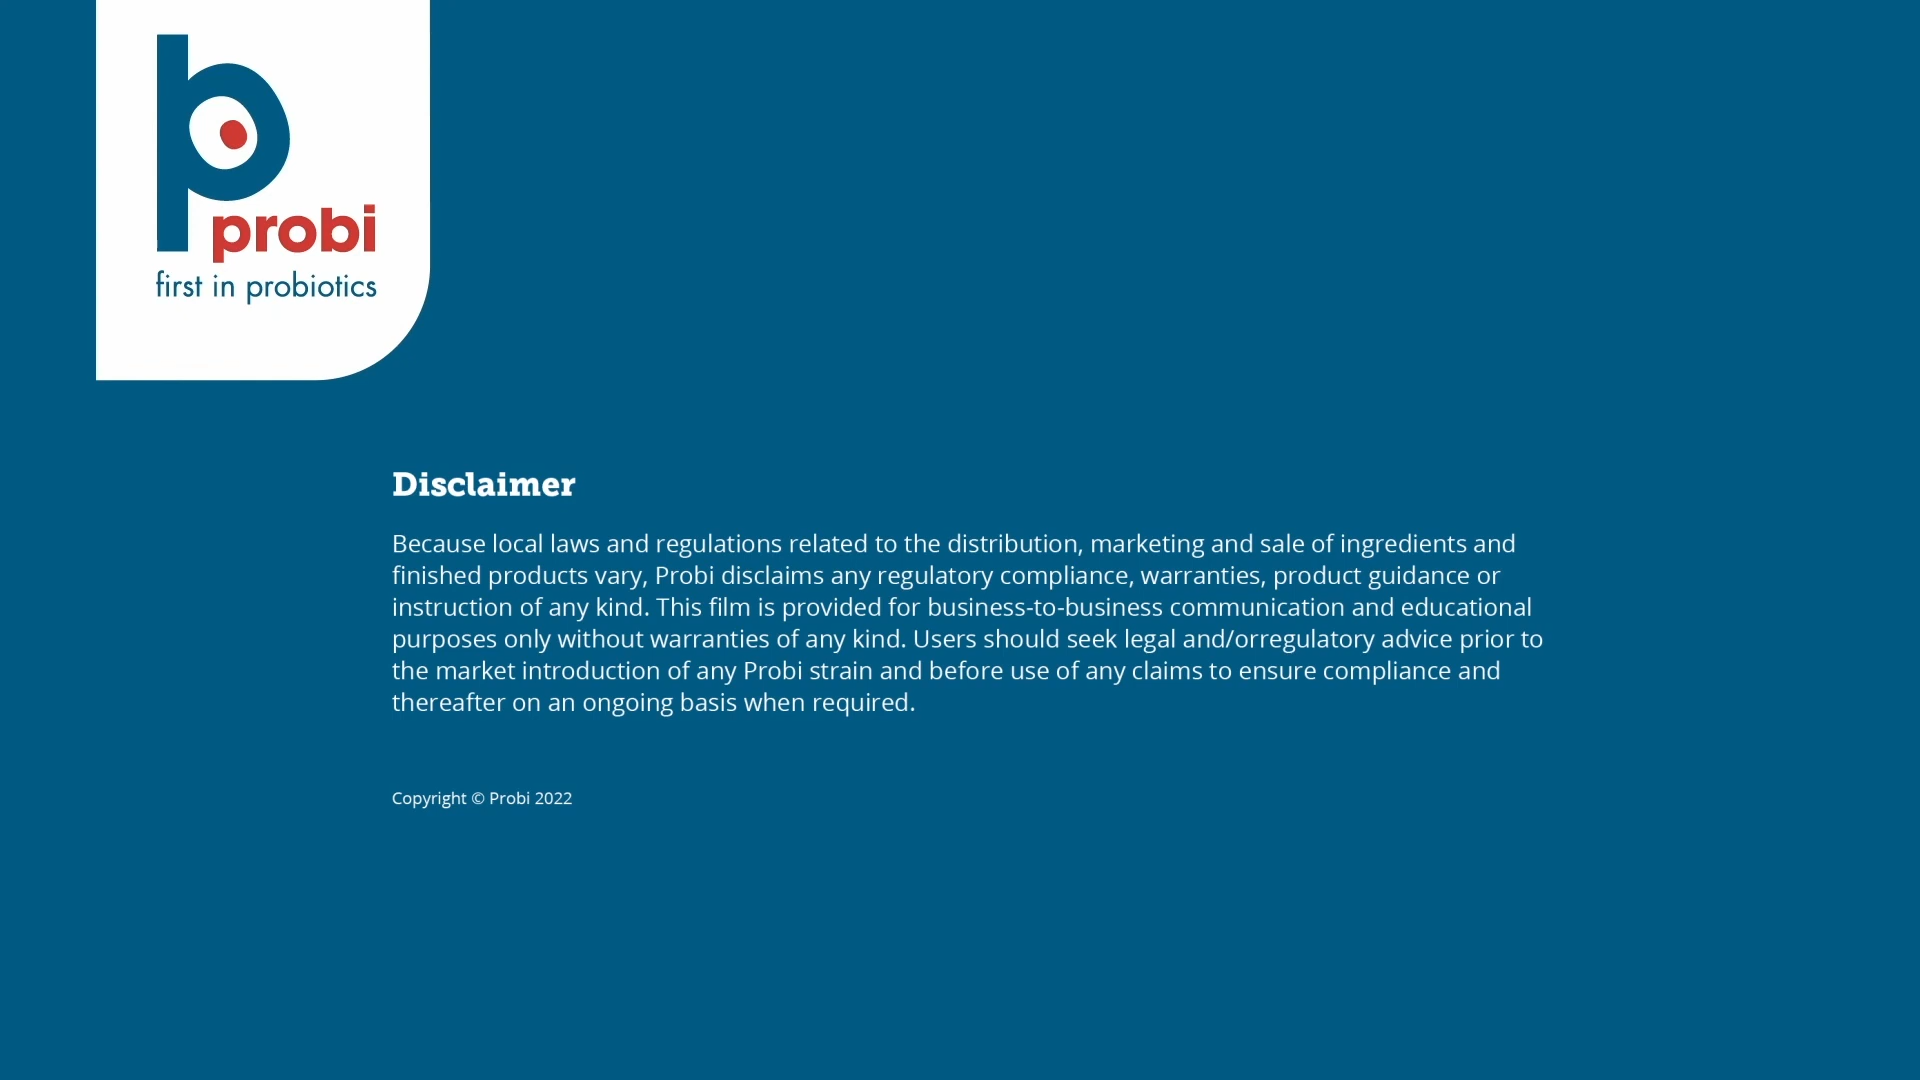 probi
first in probiotics
Disclaimer
Because local laws and regulations related to the distribution, marketing and sale of ingredients and
finished products vary, Probi disclaims any regulatory compliance, warranties, product guidance or
instruction of any kind. This film is provided for business-to-business communication and educational
purposes only without warranties of any kind. Users should seek legal and/orregulatory advice prior to
the market introduction of any Probi strain and before use of any claims to ensure compliance and
thereafter on an ongoing basis when required.
Copyright © Probi 2022